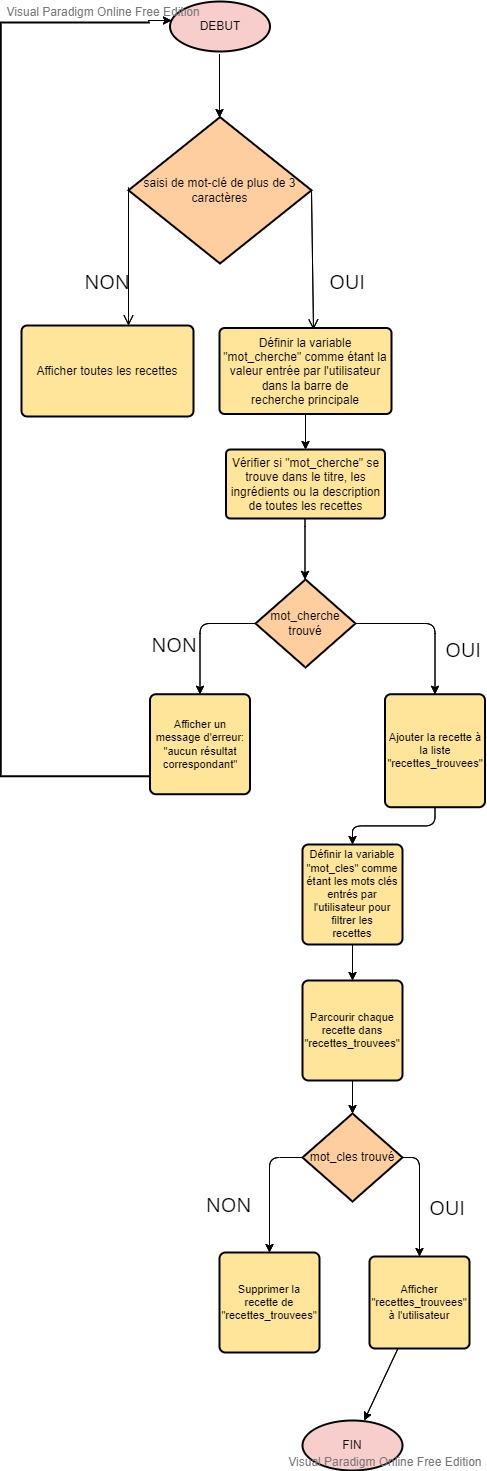 Visual Paradigm Online Free Edition
DEBUT
saisi de mot-clé de plus de 3
caractères
NON
OUI
Afficher toutes les recettes
Définir la variable
"mot_cherche" comme étant la
valeur entrée par l'utilisateur
dans la barre de
recherche principale
Vérifier si "mot_cherche" se
trouve dans le titre, les
ingrédients ou la description
de toutes les recettes
mot_cherche
trouvé
NON
OUI
Afficher un
message d'erreur:
"aucun résultat
correspondant"
Ajouter la recette à
la liste
"recettes_trouvees"
Définir la variable
"mot_cles" comme
étant les mots clés
entrés par
l'utilisateur pour
filtrer les
recettes
Parcourir chaque
recette dans
"recettes_trouvees"
mot_cles trouvé
NON
OUI
Supprimer la
recette de
"recettes_trouvees"
Afficher
"recettes_trouvees"
à l'utilisateur
FIN
Visual Paradigm Online Free Edition